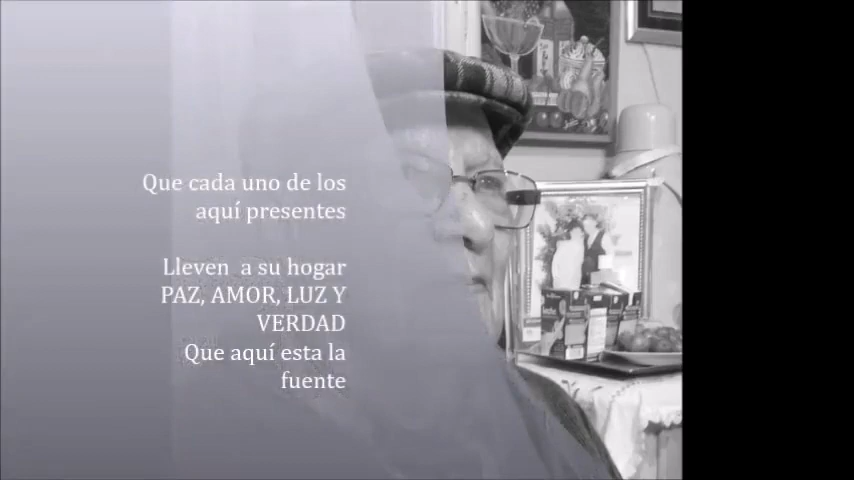 Que cada uno de los
aquí presentes
Lleven a su hogar
PAZ, AMOR, LUZ Y
VERDAD
Que aquí esta la
fuente